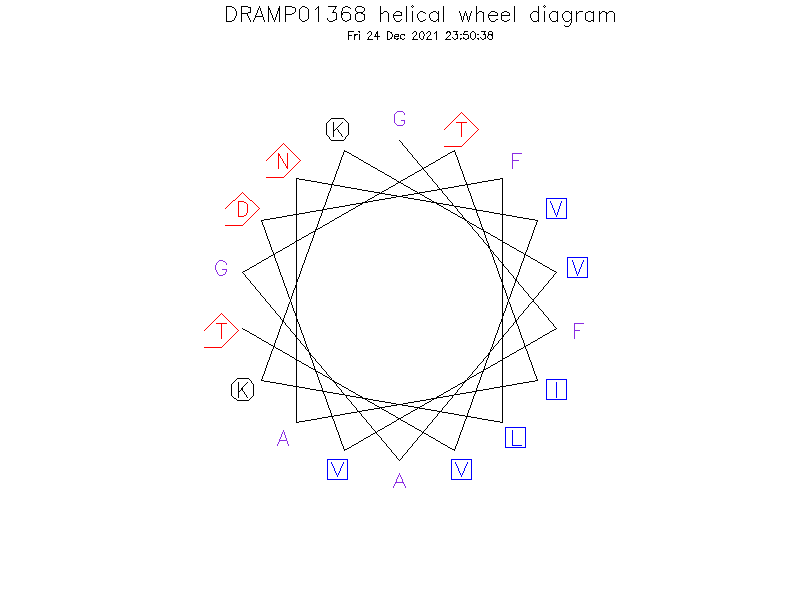 DRAMP01368 helical wheel diagram
Fri 24 Dec 2021 23:50:38
G
K T
N F
D V
G V
T F
K I
A L
V V
A